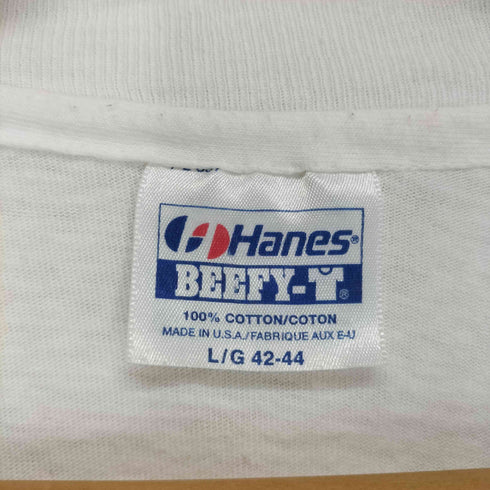 Hanes®
BEEFY-T®
100% COTTON/COTON
MADE IN U.S.A./FABRIQUE AUX E-U
L/G 42-44